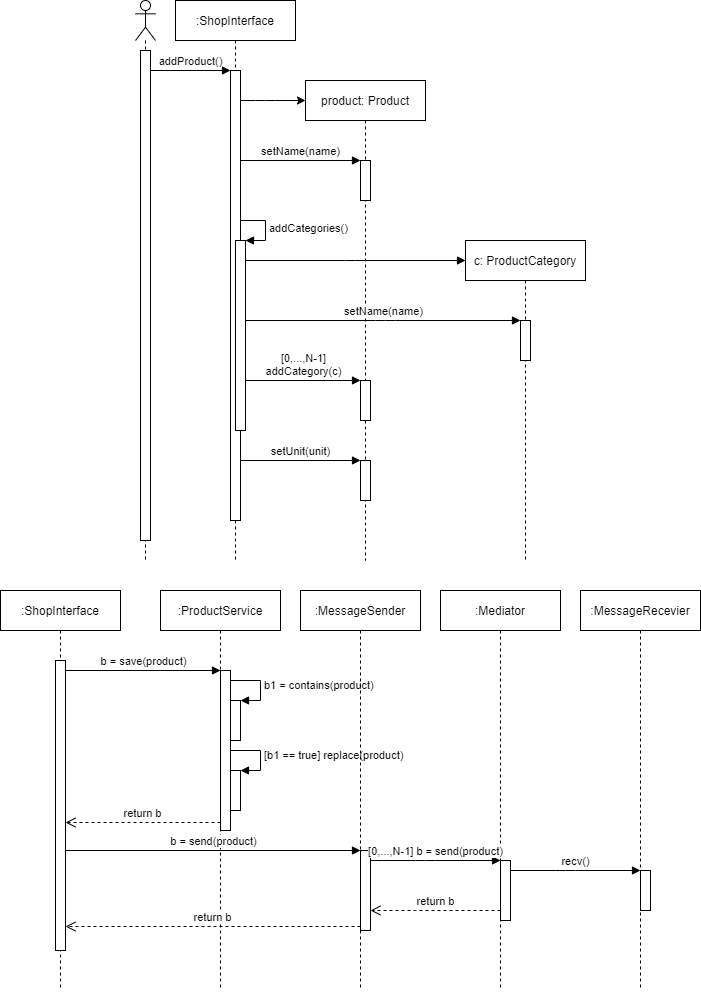 :ShopInterface
addProduct()
product: Product
setName(name)
addCategories()
c: ProductCategory
setName(name)
[0,...,N-1]
addCategory(c)
setUnit(unit)
:ShopInterface
:ProductService
:MessageSender
:Mediator
:MessageRecevier
b = save(product)
b1 = contains(product)
[b1 == true] replace(product)
return b
b = send(product)
[0,...,N-1] b = send(product)
recv()
return b
return b